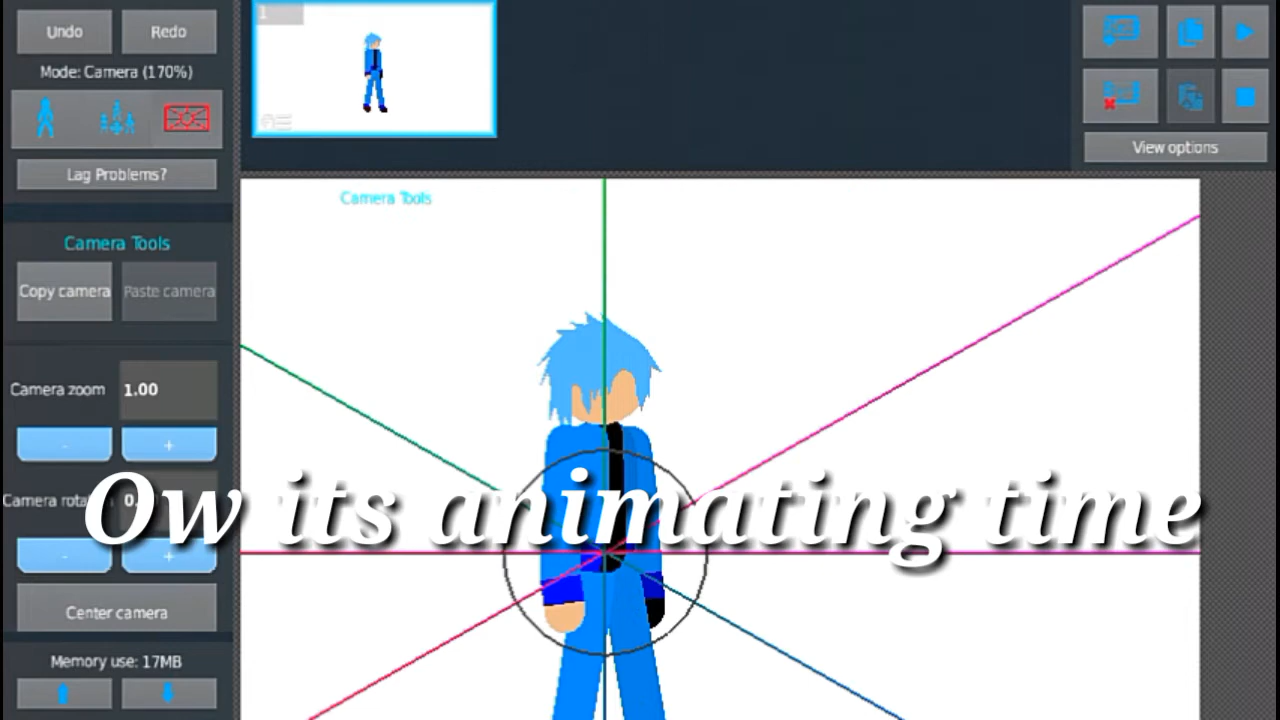 Undo
Redo
1
Mode: Camera (170%)
Lag Problems?
View options
Camera Tools
Camera Tools
Copy camera
Paste camera
Camera zoom
1.00
-
+
Ow its animating time
-
+
Center camera
Memory use: 17MB